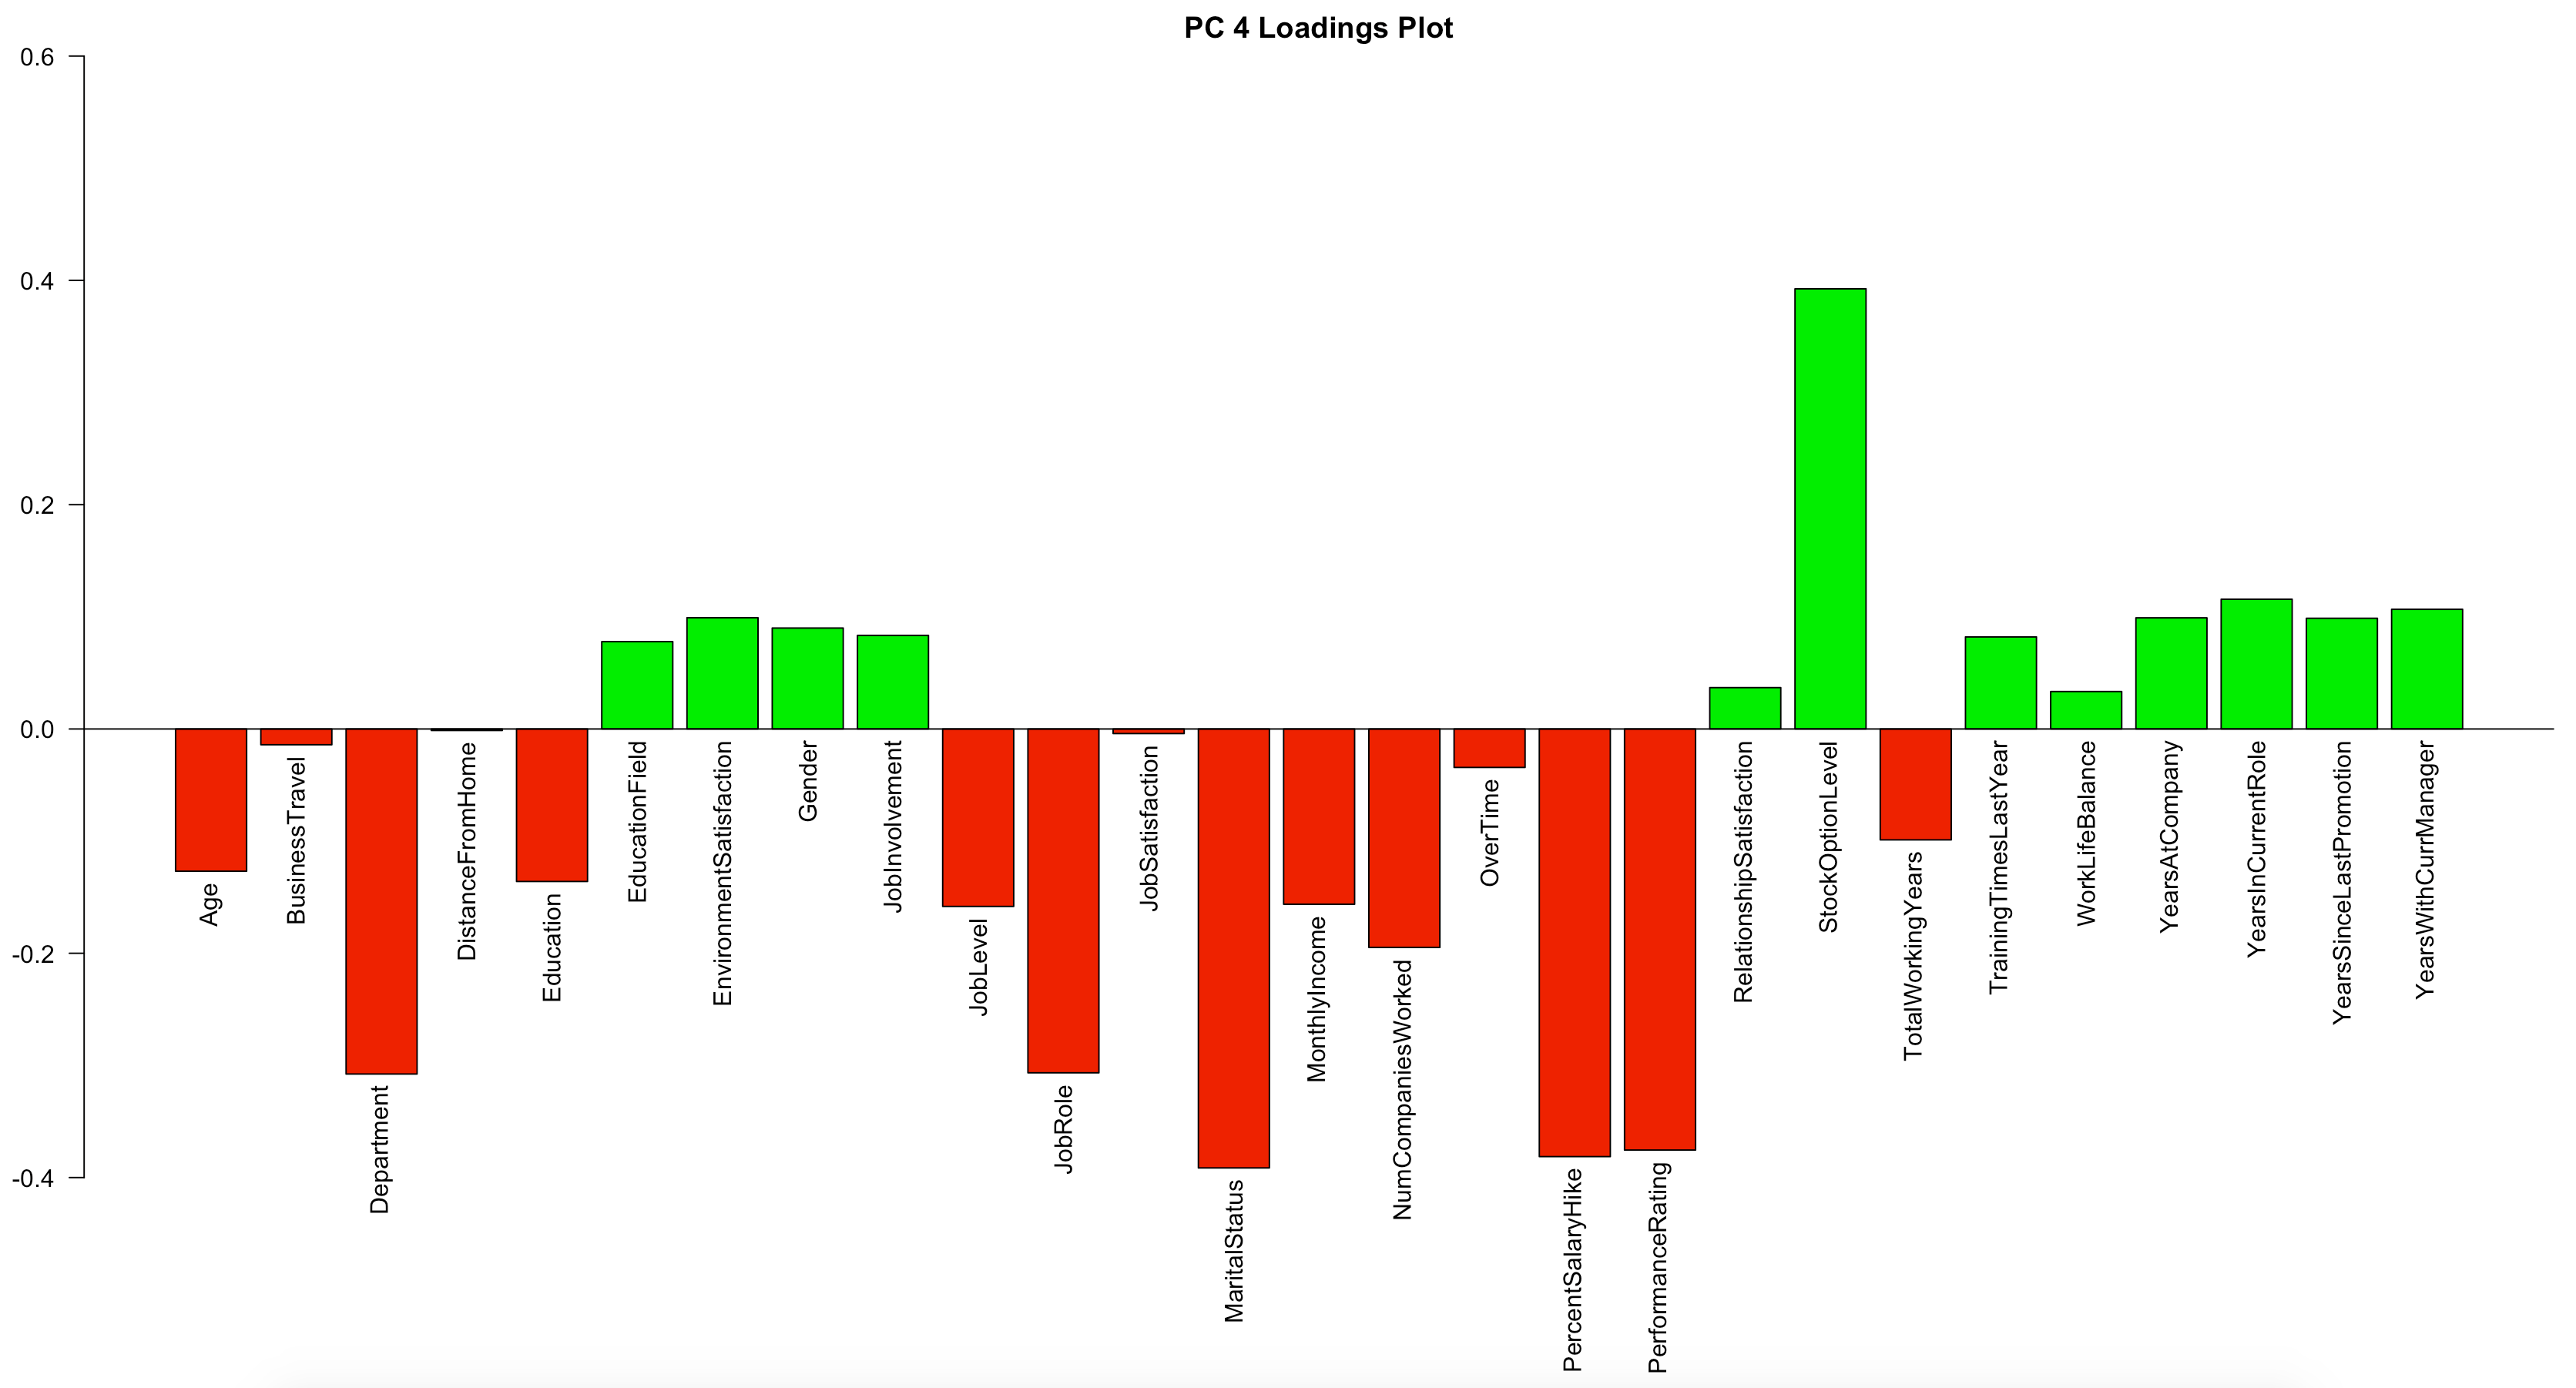 PC 4 Loadings Plot
0.6
0.4
0.2
0.0
-0.2
-0.4
Age
BusinessTravel
Department
DistanceFromHome
Education
EducationField
EnvironmentSatisfaction
Gender
JobInvolvement
JobLevel
JobRole
JobSatisfaction
MaritalStatus
MonthlyIncome
NumCompaniesWorked
OverTime
PercentSalaryHike
PerformanceRating
RelationshipSatisfaction
StockOptionLevel
TotalWorkingYears
TrainingTimesLastYear
WorkLifeBalance
YearsAtCompany
YearsInCurrentRole
YearsSinceLastPromotion
YearsWithCurrManager